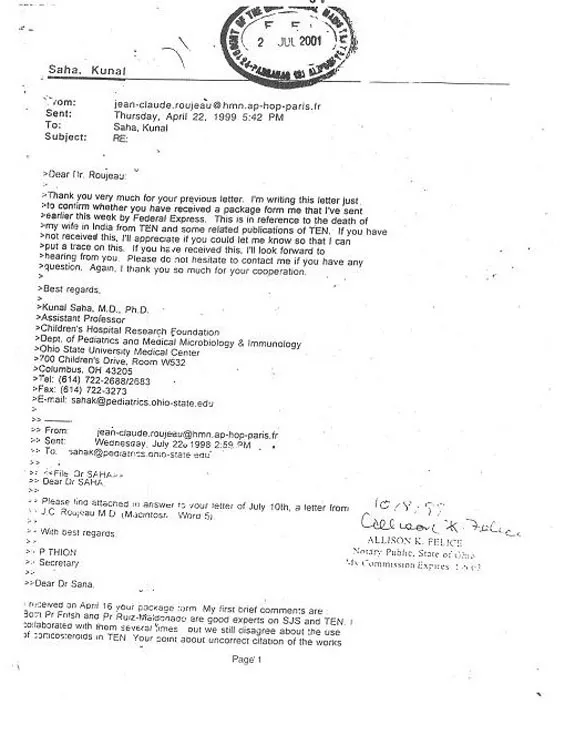 2 JUL 2001
Saha, Kunal
From: jean-claude.roujeau@hmn.ap-hop-paris.fr
Sent: Thursday, April 22, 1999 5:42 PM
To: Saha, Kunal
Subject: RE:
>Dear Dr. Roujeau:
>
>Thank you very much for your previous letter. I'm writing this letter just
>to confirm whether you have received a package form me that I've sent
>earlier this week by Federal Express. This is in reference to the death of
>my wife in India from TEN and some related publications of TEN. If you have
>not received this, I'll appreciate if you could let me know so that I can
>put a trace on this. If you have received this, I'll look forward to
>hearing from you. Please do not hesitate to contact me if you have any
>question. Again, I thank you so much for your cooperation.
>
>Best regards,
>
>Kunal Saha, M.D., Ph.D.
>Assistant Professor
>Children's Hospital Research Foundation
>Dept. of Pediatrics and Medical Microbiology & Immunology
>Ohio State University Medical Center
>700 Children's Drive, Room W532
>Columbus, OH 43205
>Tel: (614) 722-2688/2683
>Fax: (614) 722-3273
>E-mail: sahak@pediatrics.ohio-state.edu
>
>> ----------
>> From: jean-claude.roujeau@hmn.ap-hop-paris.fr
>> Sent: Wednesday, July 22, 1998 2:59 PM
>> To: sahak@pediatrics.ohio-state.edu
>>
>> <<File: Dr SAHA>>
>> Dear Dr SAHA,
>>
>> Please find attached in answer to your letter of July 10th, a letter from
>> J.C. Roujeau M.D. (Macintosh Word 5).
>>
>> With best regards.
>>
>> P THION
>> Secretary
>>
10/8/99
Allison K. Felice
ALLISON K. FELICE
Notary Public, State of Ohio
My Commission Expires
>>Dear Dr Saha,
I received on April 16 your package form. My first brief comments are
Both Pr Fritsh and Pr Ruiz-Maldonado are good experts on SJS and TEN. I
collaborated with them several times but we still disagree about the use
of corticosteroids in TEN. Your point about uncorrect citation of the works
Page 1